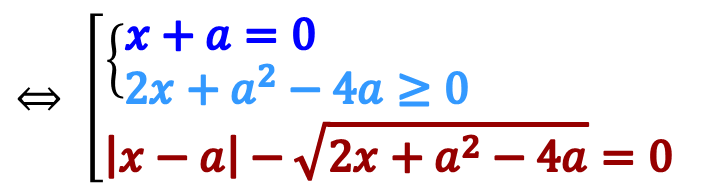 ⇔ [ { x + a = 0
2x + a² − 4a ≥ 0
|x − a| − √(2x + a² − 4a) = 0